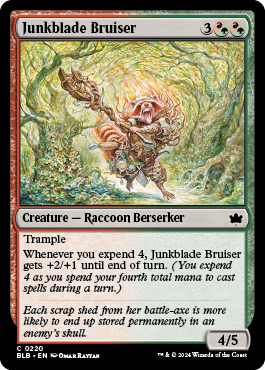 Junkblade Bruiser 3
Creature — Raccoon Berserker
Trample
Whenever you expend 4, Junkblade Bruiser
gets +2/+1 until end of turn. (You expend
4 as you spend your fourth total mana to cast
spells during a turn.)
Each scrap shed from her battle-axe is more
likely to end up stored permanently in an
enemy's skull.
4/5
C 0220
BLB • EN Omar Rayyan
™ & © 2024 Wizards of the Coast